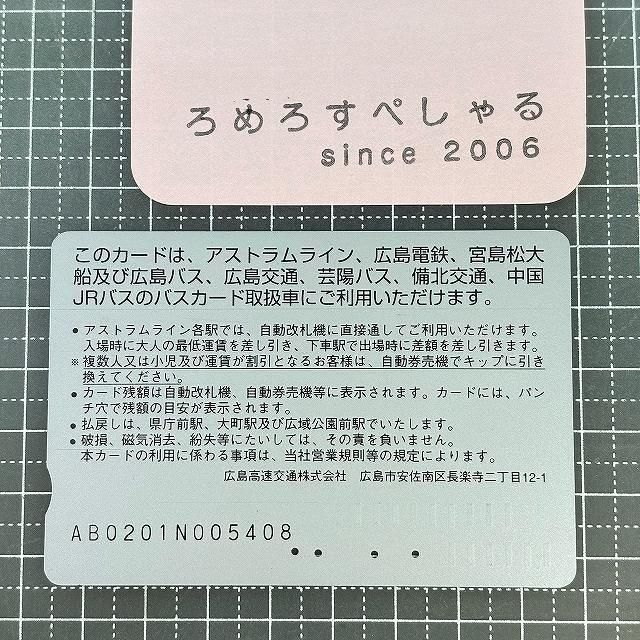 ろめろすぺしゃる
since 2006
このカードは、アストラムライン、広島電鉄、宮島松大
船及び広島バス、広島交通、芸陽バス、備北交通、中国
JRバスのバスカード取扱車にご利用いただけます。
● アストラムライン各駅では、自動改札機に直接通してご利用いただけます。
入場時に大人の最低運賃を差し引き、下車駅で出場時に差額を差し引きます。
※ 複数人又は小児及び運賃が割引となるお客様は、自動券売機でキップに引き
換えてください。
● カード残額は自動改札機、自動券売機等に表示されます。カードには、パン
チ穴で残額の目安が表示されます。
● 払戻しは、県庁前駅、大町駅及び広域公園前駅でいたします。
● 破損、磁気消去、紛失等にたいしては、その責を負いません。
本カードの利用に係わる事項は、当社営業規則等の規定によります。
広島高速交通株式会社 広島市安佐南区長楽寺二丁目12-1
AB0201N005408